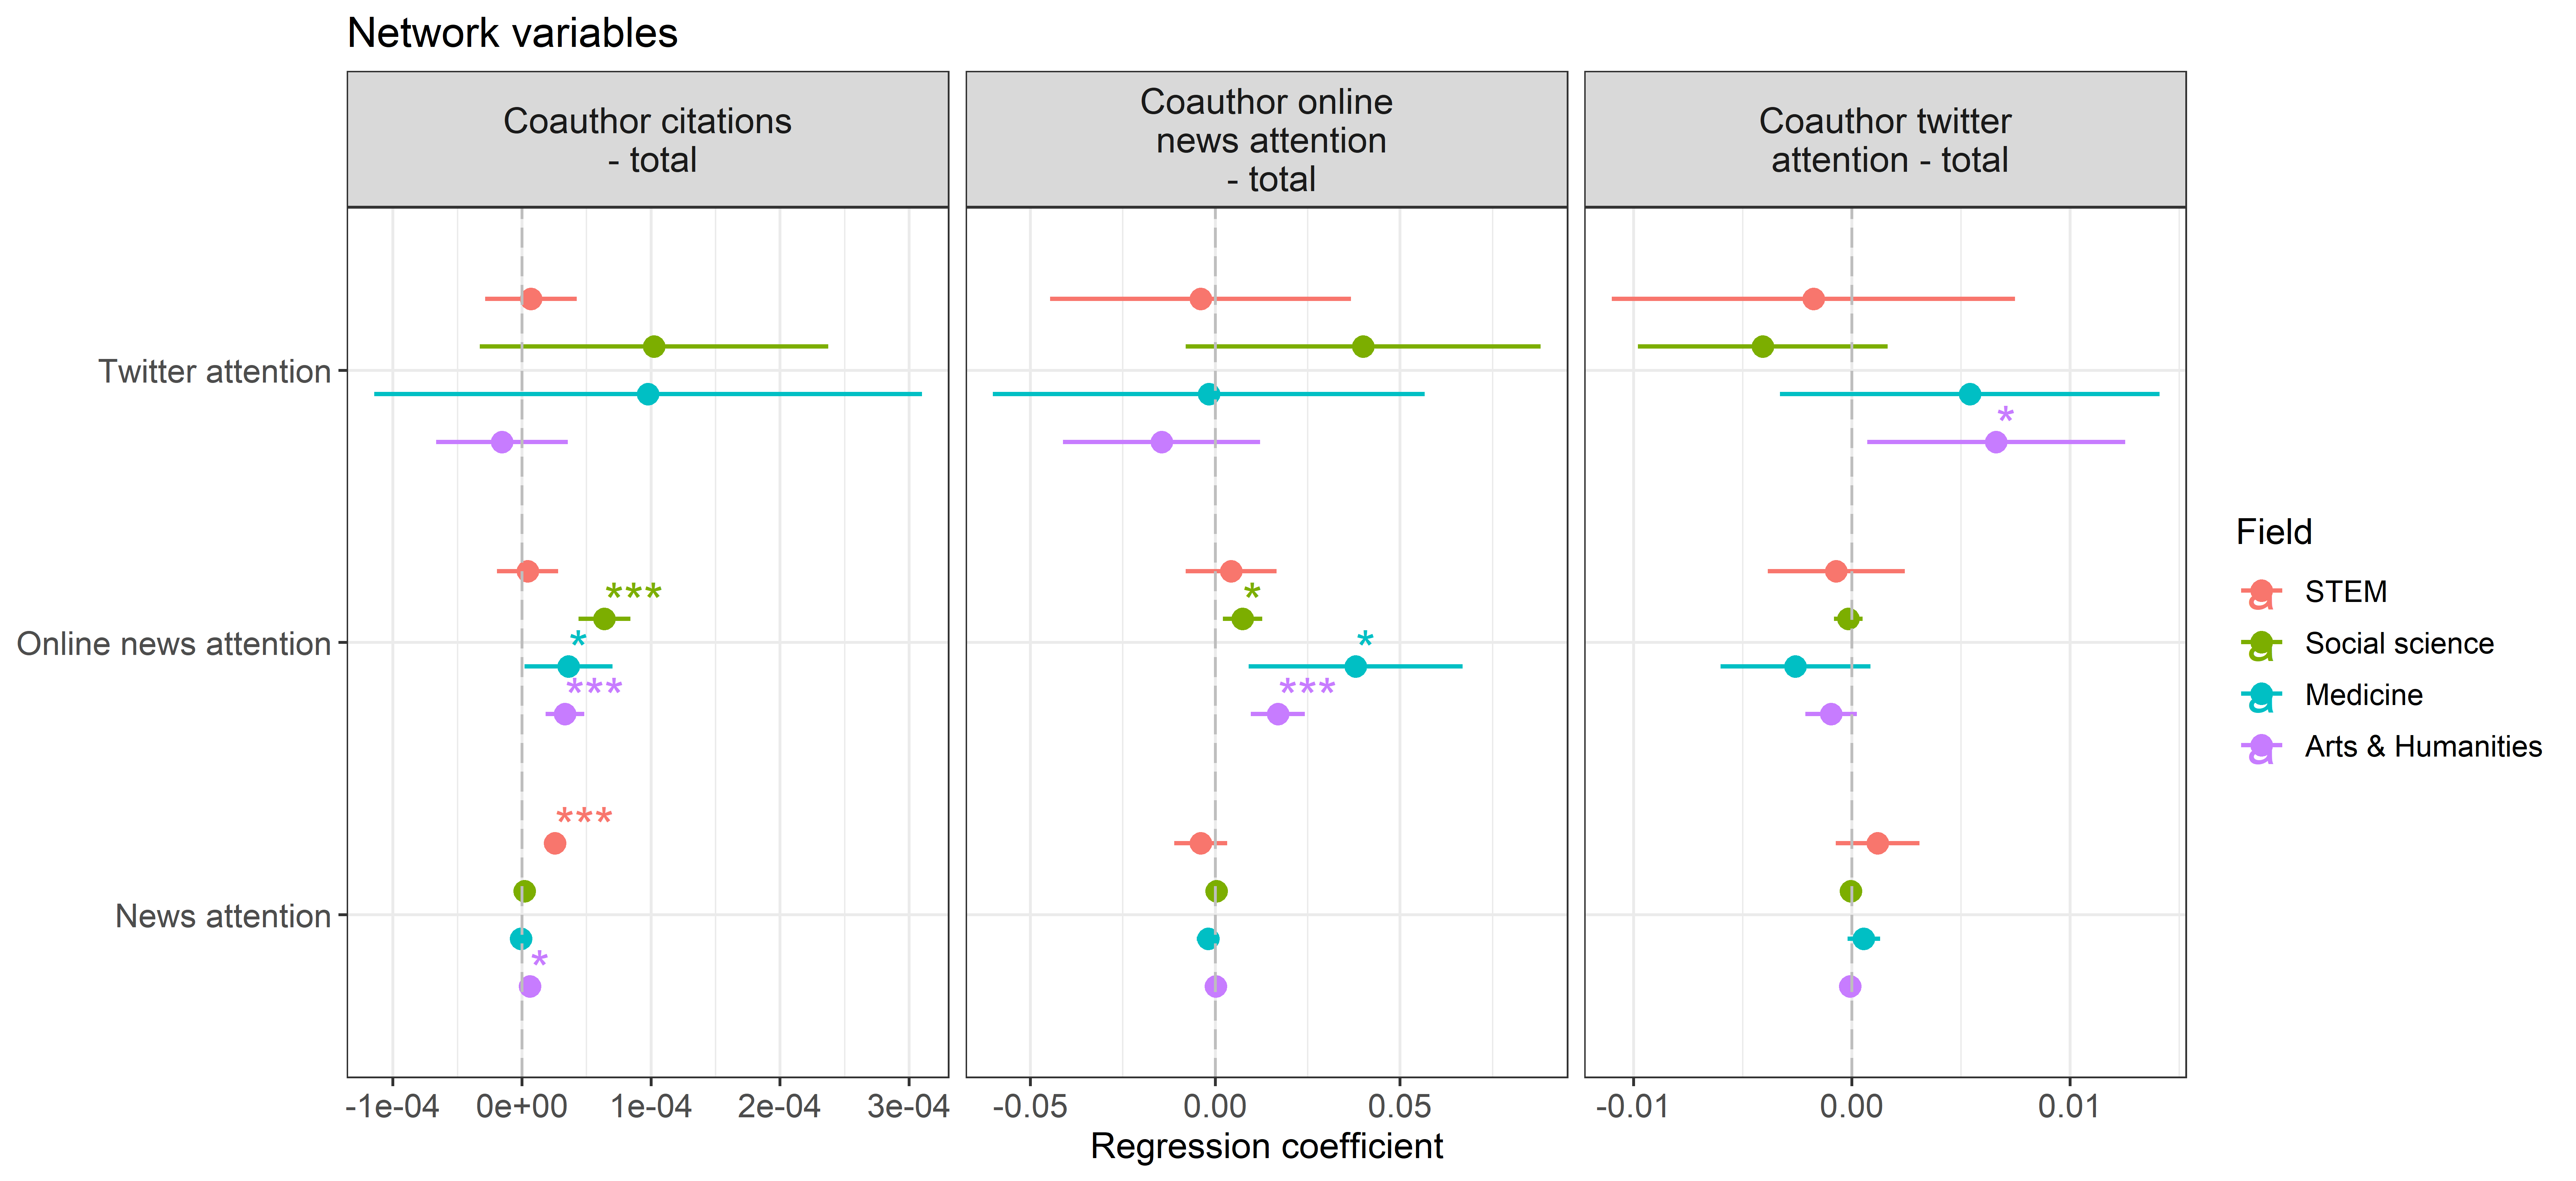 Network variables
Coauthor citations
- total
Coauthor online
news attention
- total
Coauthor twitter
attention - total
Twitter attention
*
Online news attention
***
*
***
*
*
***
News attention
***
*
-1e-04 0e+00 1e-04 2e-04 3e-04
-0.05 0.00 0.05
-0.01 0.00 0.01
Regression coefficient
Field
a STEM
a Social science
a Medicine
a Arts & Humanities